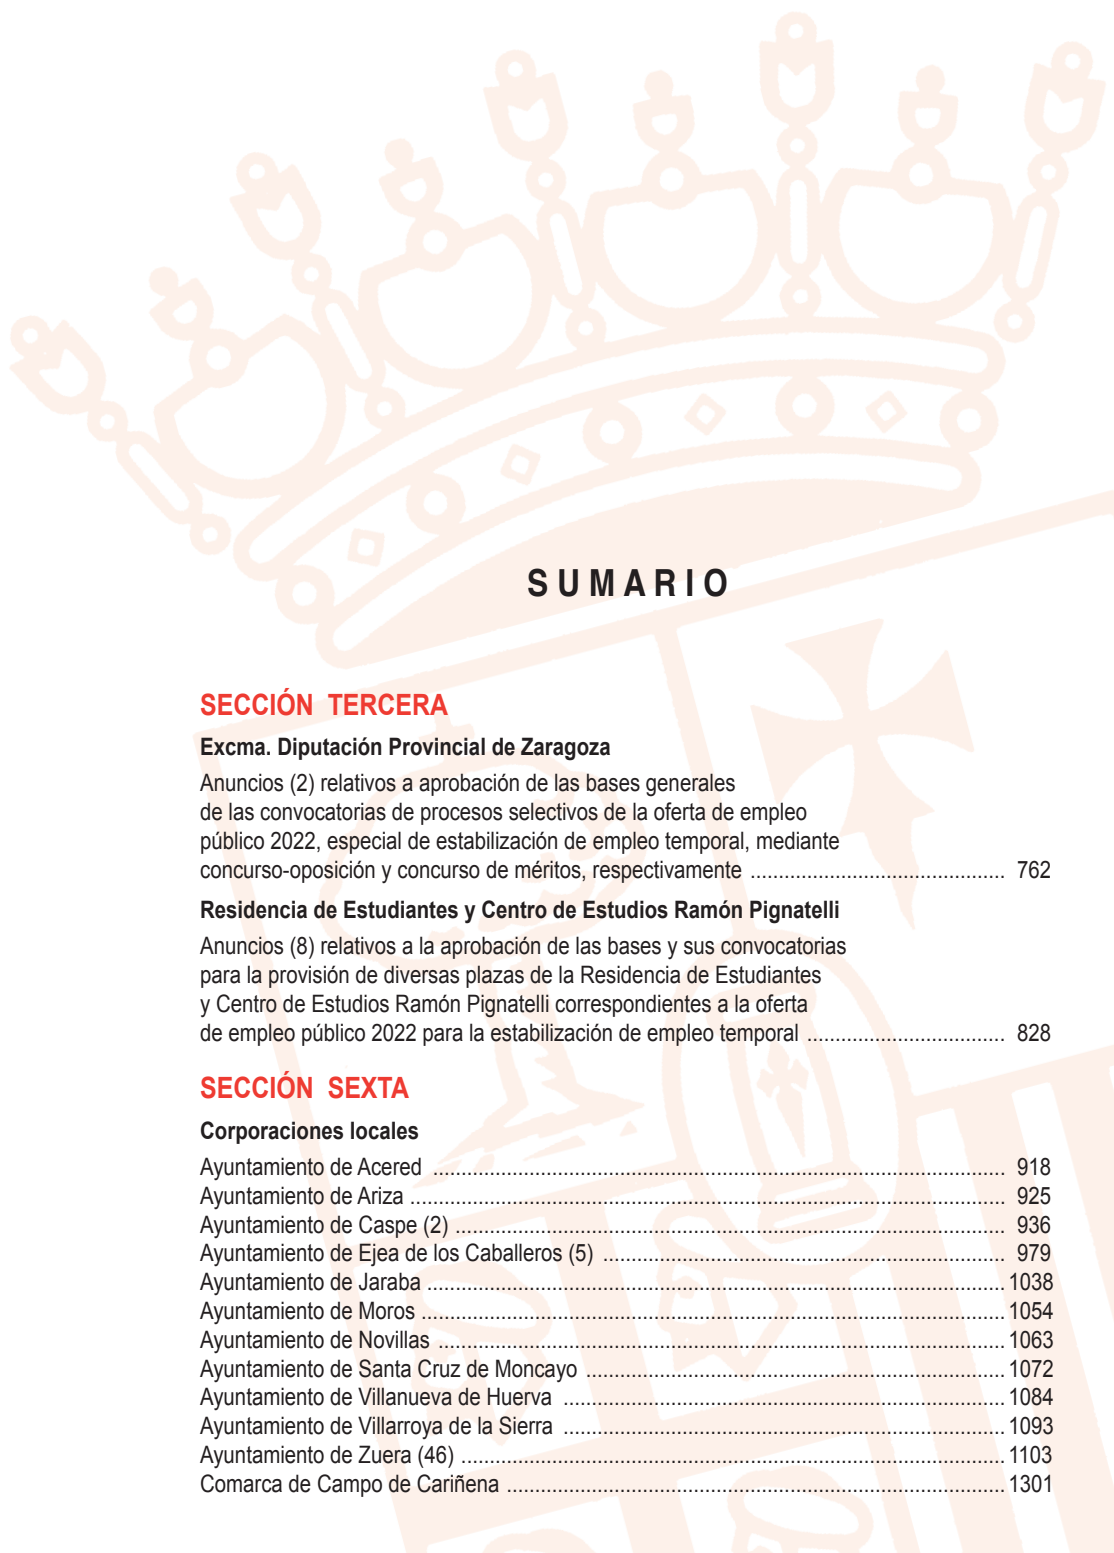 SUMARIO
SECCIÓN TERCERA
Excma. Diputación Provincial de Zaragoza
Anuncios (2) relativos a aprobación de las bases generales
de las convocatorias de procesos selectivos de la oferta de empleo
público 2022, especial de estabilización de empleo temporal, mediante
concurso-oposición y concurso de méritos, respectivamente ............................................. 762
Residencia de Estudiantes y Centro de Estudios Ramón Pignatelli
Anuncios (8) relativos a la aprobación de las bases y sus convocatorias
para la provisión de diversas plazas de la Residencia de Estudiantes
y Centro de Estudios Ramón Pignatelli correspondientes a la oferta
de empleo público 2022 para la estabilización de empleo temporal ................................... 828
SECCIÓN SEXTA
Corporaciones locales
Ayuntamiento de Acered ..................................................................................................... 918
Ayuntamiento de Ariza ......................................................................................................... 925
Ayuntamiento de Caspe (2) ................................................................................................. 936
Ayuntamiento de Ejea de los Caballeros (5) ....................................................................... 979
Ayuntamiento de Jaraba ...................................................................................................... 1038
Ayuntamiento de Moros ....................................................................................................... 1054
Ayuntamiento de Novillas .................................................................................................... 1063
Ayuntamiento de Santa Cruz de Moncayo .......................................................................... 1072
Ayuntamiento de Villanueva de Huerva .............................................................................. 1084
Ayuntamiento de Villarroya de la Sierra .............................................................................. 1093
Ayuntamiento de Zuera (46) ................................................................................................ 1103
Comarca de Campo de Cariñena ........................................................................................ 1301